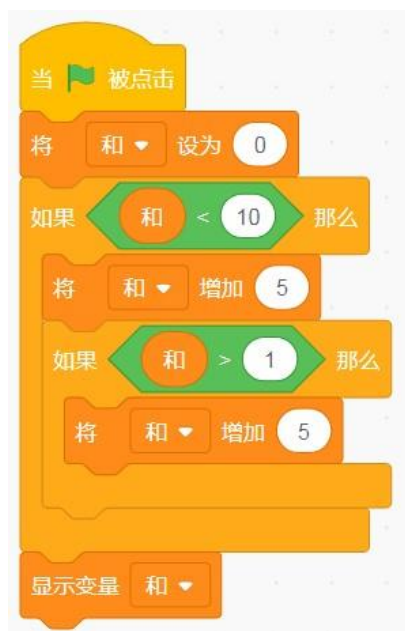 当 被点击
将 和 设为 0
如果 和 < 10 那么
将 和 增加 5
如果 和 > 1 那么
将 和 增加 5
显示变量 和